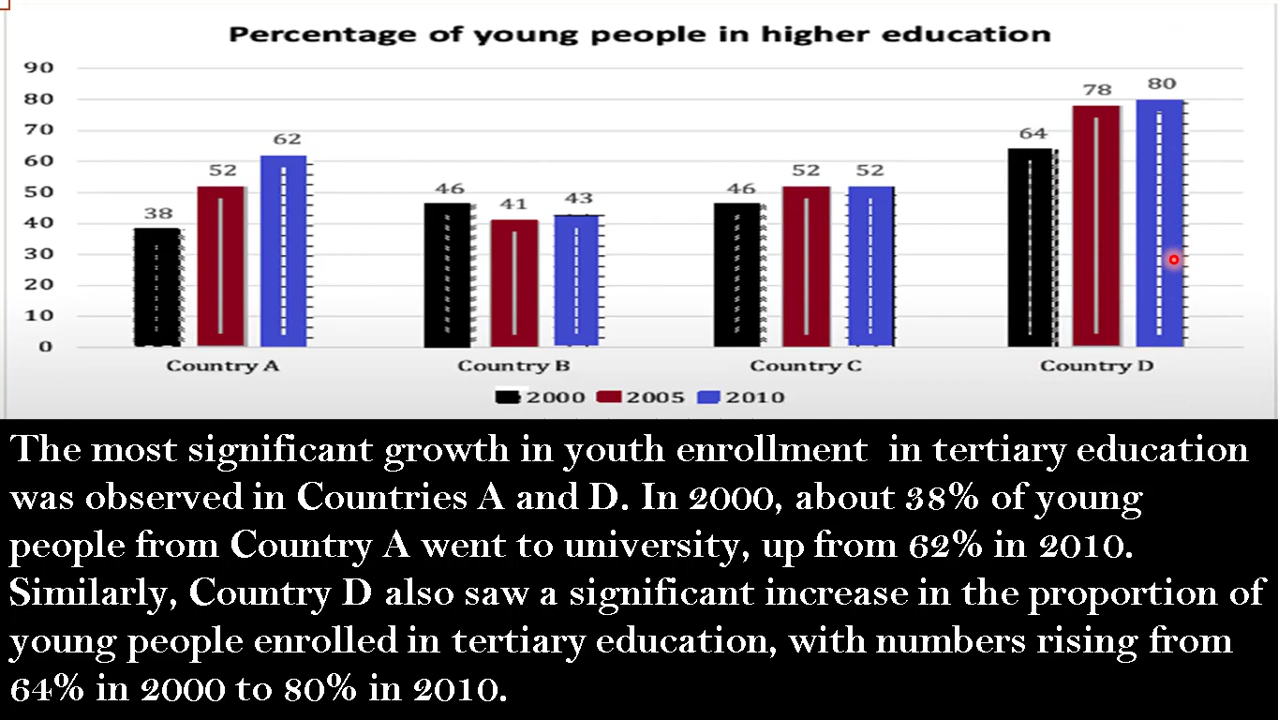 Percentage of young people in higher education
90
80
70
60
50
40
30
20
10
0
38 52 62
46 41 43
46 52 52
64 78 80
Country A Country B Country C Country D
2000 2005 2010
The most significant growth in youth enrollment in tertiary education
was observed in Countries A and D. In 2000, about 38% of young
people from Country A went to university, up from 62% in 2010.
Similarly, Country D also saw a significant increase in the proportion of
young people enrolled in tertiary education, with numbers rising from
64% in 2000 to 80% in 2010.